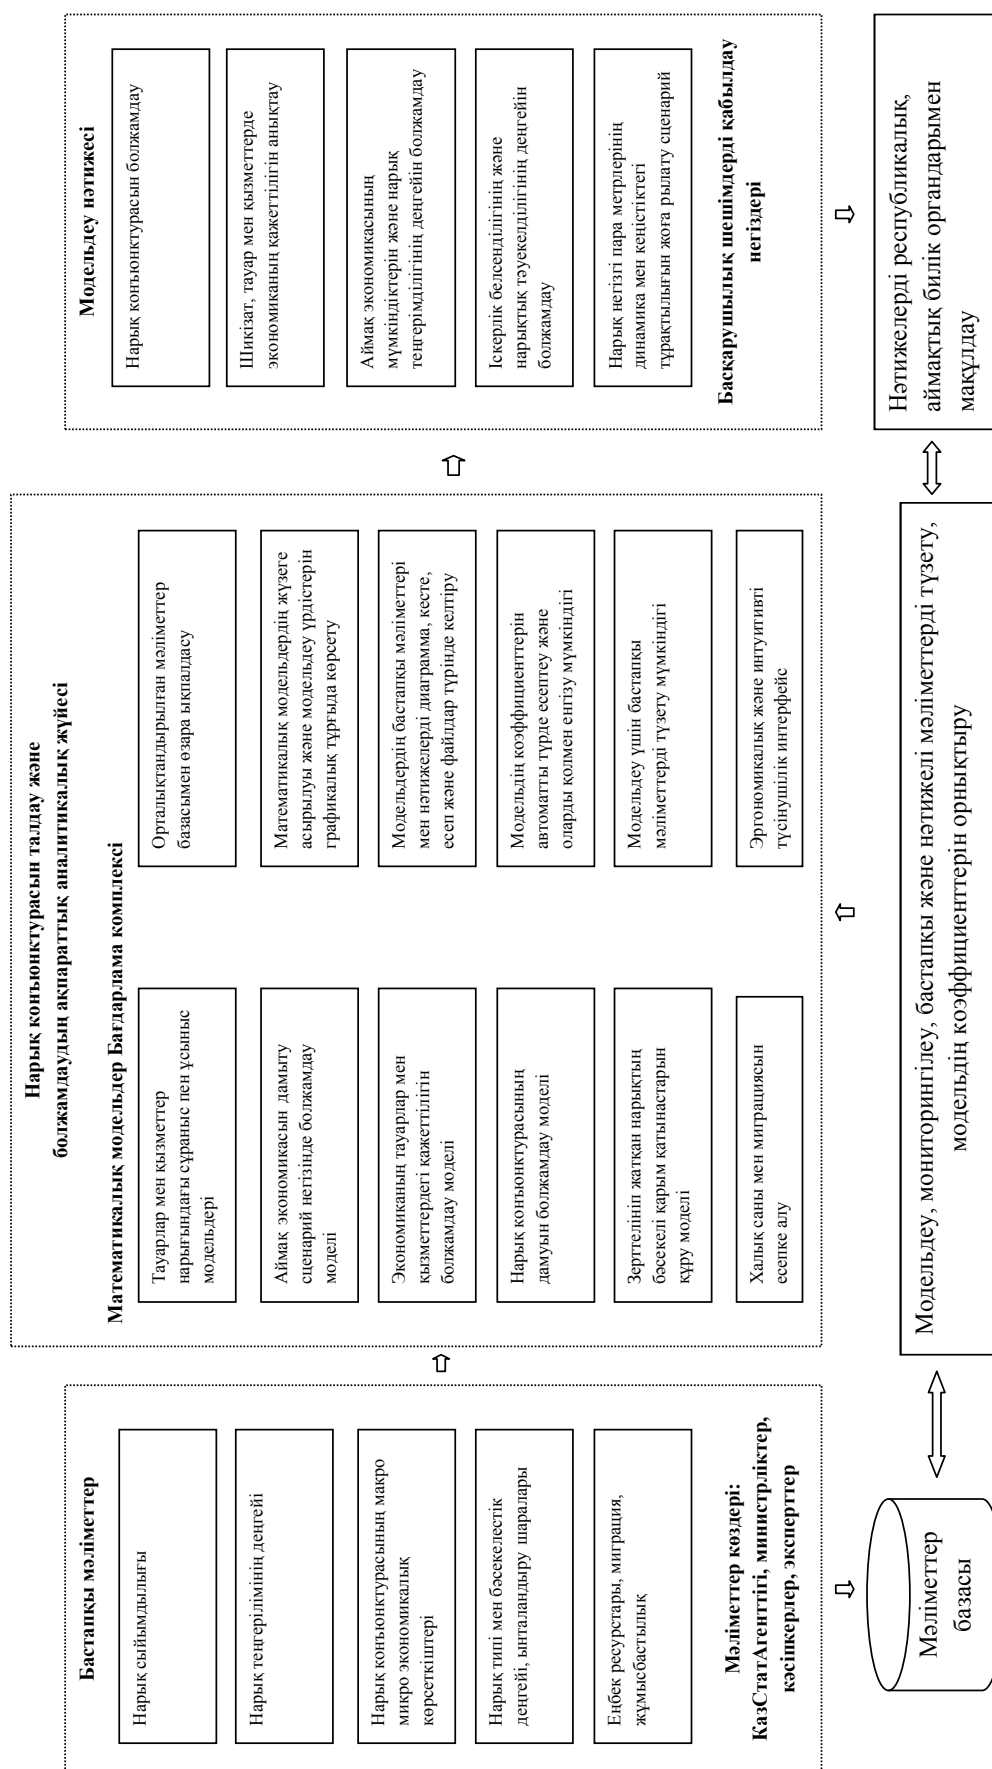 Бастапқы мәліметтер
Нарық сыйымдылығы
Нарық теңгерілімінің деңгейі
Нарық конъюнктурасының макро
микро экономикалық
көрсеткіштері
Нарық типі мен бәсекелестік
деңгейі, ынталандыру шаралары
Еңбек ресурстары, миграция,
жұмысбастылық
Мәліметтер көздері:
КазСтатАгенттігі, министрліктер,
кәсіпкерлер, эксперттер
Нарық конъюнктурасын талдау және
болжамдаудың ақпараттық аналитикалық жүйесі
Математикалық модельдер Бағдарлама комплексі
Тауарлар мен қызметтер
нарығындағы сұраныс пен ұсыныс
модельдері
Аймақ экономикасын дамыту
сценарий негізінде болжамдау
моделі
Экономиканың тауарлар мен
қызметтердегі қажеттілігін
болжамдау моделі
Нарық конъюнктурасының
дамуын болжамдау моделі
Зерттелініп жатқан нарықтың
бәсекелі қарым қатынастарын
құру моделі
Халық саны мен миграциясын
есепке алу
Орталықтандырылған мәліметтер
базасымен өзара ықпалдасу
Математикалық модельдердің жүзеге
асырылуы және модельдеу үрдістерін
графикалық тұрғыда көрсету
Модельдердің бастапқы мәліметтері
мен нәтижелерді диаграмма, кесте,
есеп және файлдар түрінде келтіру
Модельдің коэффициенттерін
автоматты түрде есептеу және
оларды қолмен енгізу мүмкіндігі
Модельдеу үшін бастапқы
мәліметтерді түзету мүмкіндігі
Эргономикалық және интуитивті
түсінушілік интерфейс
Модельдеу нәтижесі
Нарық конъюнктурасын болжамдау
Шикізат, тауар мен қызметтерде
экономиканың қажеттілігін анықтау
Аймақ экономикасының
мүмкіндіктерін және нарық
теңгерімділігінің деңгейін болжамдау
Іскерлік белсенділігінің және
нарықтық тәуекелділігінің деңгейін
болжамдау
Нарық негізгі пара метрлерінің
динамика мен кеңістіктегі
тұрақтылығын жоға рылату сценарий
Басқарушылық шешімдерді қабылдау
негіздері
Мәліметтер
базасы
Модельдеу, мониторингілеу, бастапқы және нәтижелі мәліметтерді түзету,
модельдің коэффициенттерін орнықтыру
Нәтижелерді республикалық,
аймақтық билік органдарымен
мақұлдау